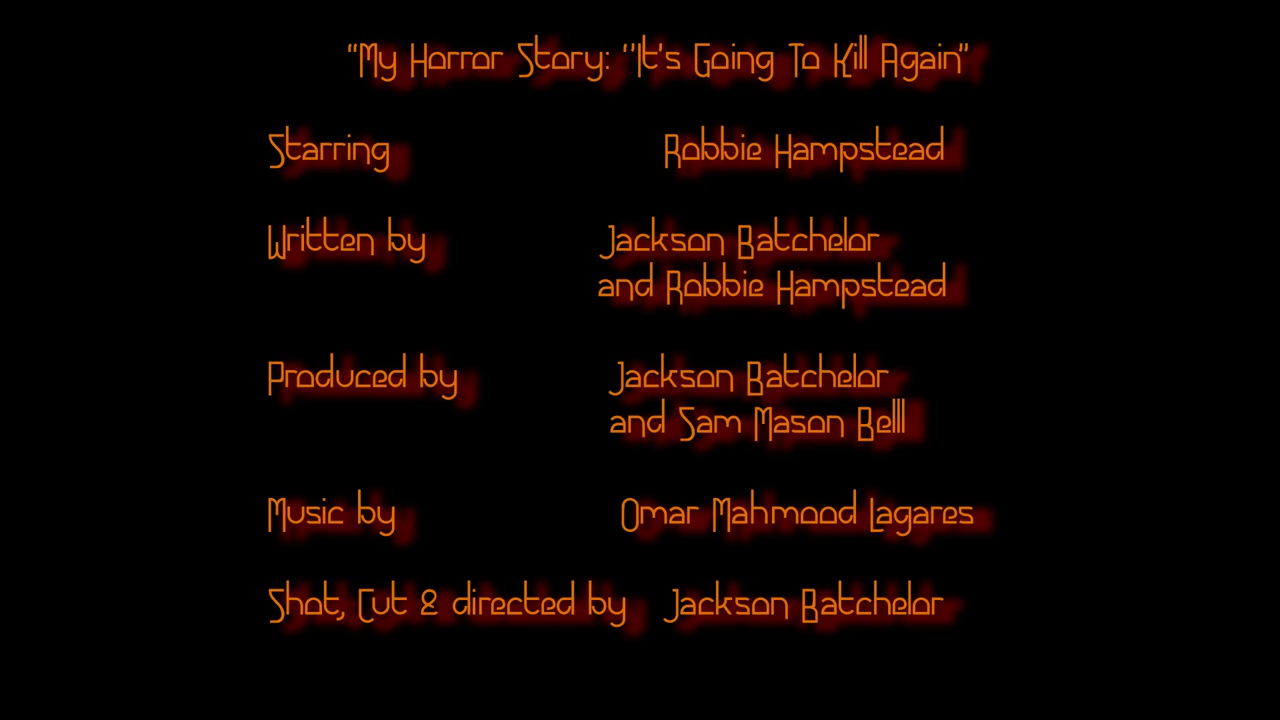 “My Horror Story: ‘’It’s Going To Kill Again”
Starring Robbie Hampstead
Written by Jackson Batchelor
and Robbie Hampstead
Produced by Jackson Batchelor
and Sam Mason Belll
Music by Omar Mahmood Lagares
Shot, Cut & directed by Jackson Batchelor